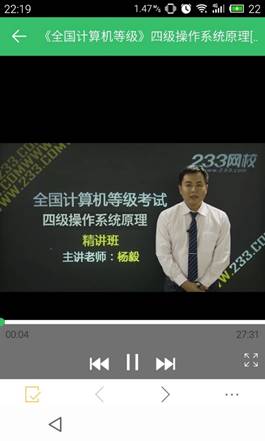 22:19
1.47%
22
《全国计算机等级》四级操作系统原理[..
233网校
全国计算机等级考试
四级操作系统原理
精讲班
主讲老师：杨毅
00:04
27:31